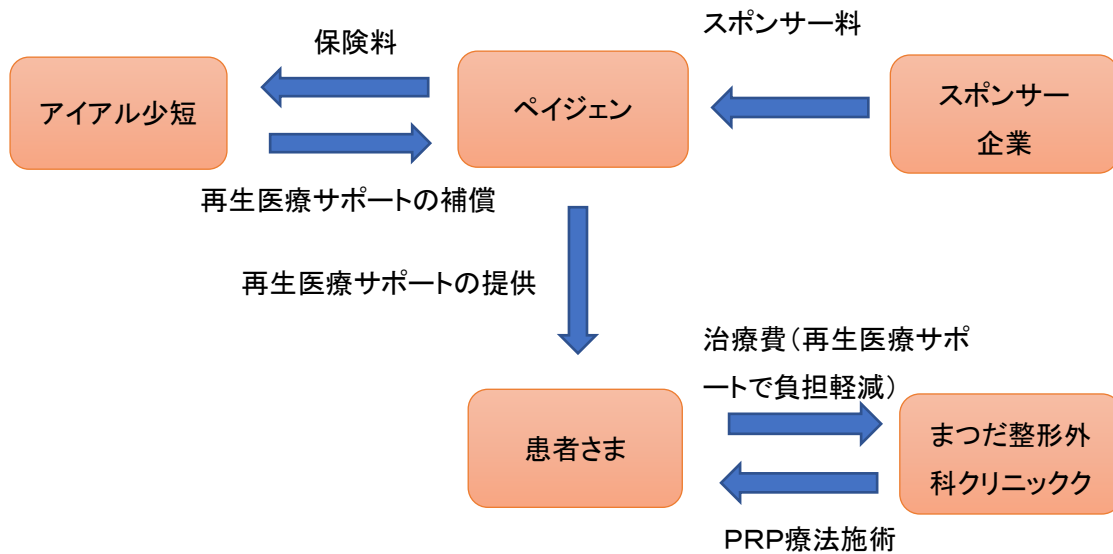 スポンサー料
保険料
アイアル少短
ペイジェン
スポンサー
企業
再生医療サポートの補償
再生医療サポートの提供
治療費（再生医療サポ
ートで負担軽減）
患者さま
まつだ整形外
科クリニックク
PRP療法施術